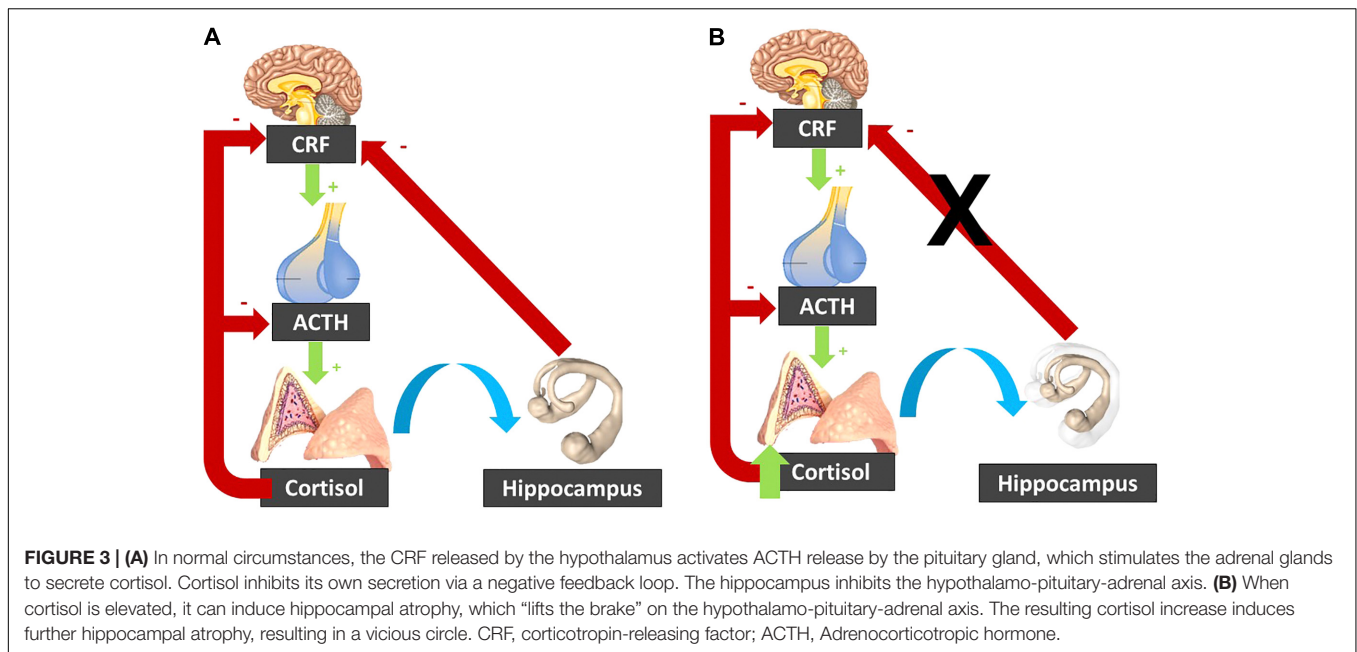 A
B
-
CRF
-
+
-
ACTH
+
Cortisol
Hippocampus
-
CRF
-
+
X
-
ACTH
+
Cortisol
Hippocampus
FIGURE 3 | (A) In normal circumstances, the CRF released by the hypothalamus activates ACTH release by the pituitary gland, which stimulates the adrenal glands
to secrete cortisol. Cortisol inhibits its own secretion via a negative feedback loop. The hippocampus inhibits the hypothalamo-pituitary-adrenal axis. (B) When
cortisol is elevated, it can induce hippocampal atrophy, which “lifts the brake” on the hypothalamo-pituitary-adrenal axis. The resulting cortisol increase induces
further hippocampal atrophy, resulting in a vicious circle. CRF, corticotropin-releasing factor; ACTH, Adrenocorticotropic hormone.